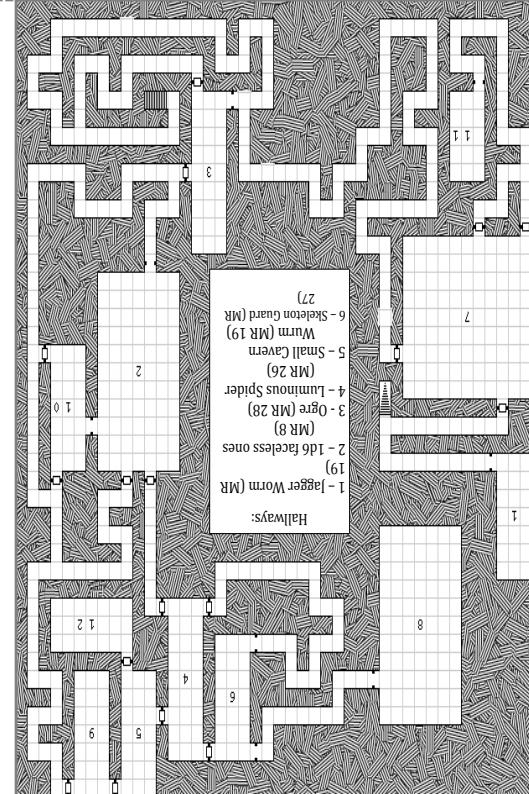 5
6
9
4
8
12
1
Hallways:
1 – Jagger Worm (MR
19)
2 – 1d6 faceless ones
(MR 8)
3 - Ogre (MR 28)
4 – Luminous Spider
(MR 26)
5 – Small Cavern
Wurm (MR 19)
6 – Skeleton Guard (MR
27)
10
2
7
3
11